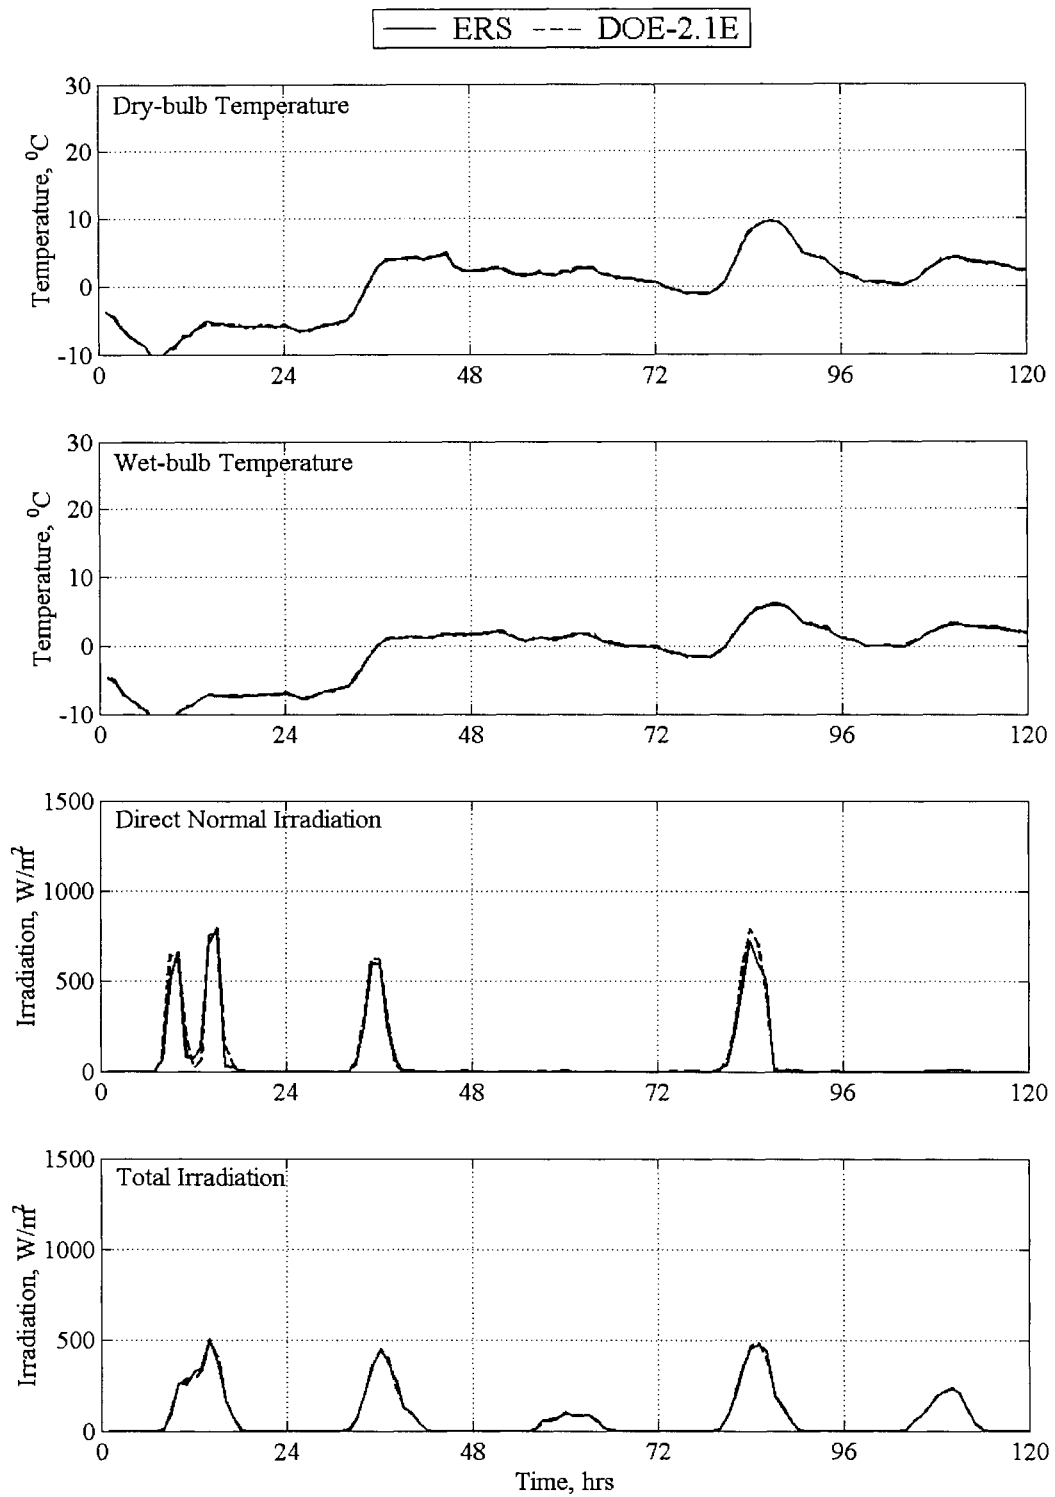 ERS DOE-2.1E
30
Dry-bulb Temperature
20
10
0
-10
Temperature, ⁰C
0 24 48 72 96 120
30
Wet-bulb Temperature
20
10
0
-10
Temperature, ⁰C
0 24 48 72 96 120
1500
Direct Normal Irradiation
1000
500
0
Irradiation, W/m²
0 24 48 72 96 120
1500
Total Irradiation
1000
500
0
Irradiation, W/m²
0 24 48 72 96 120
Time, hrs